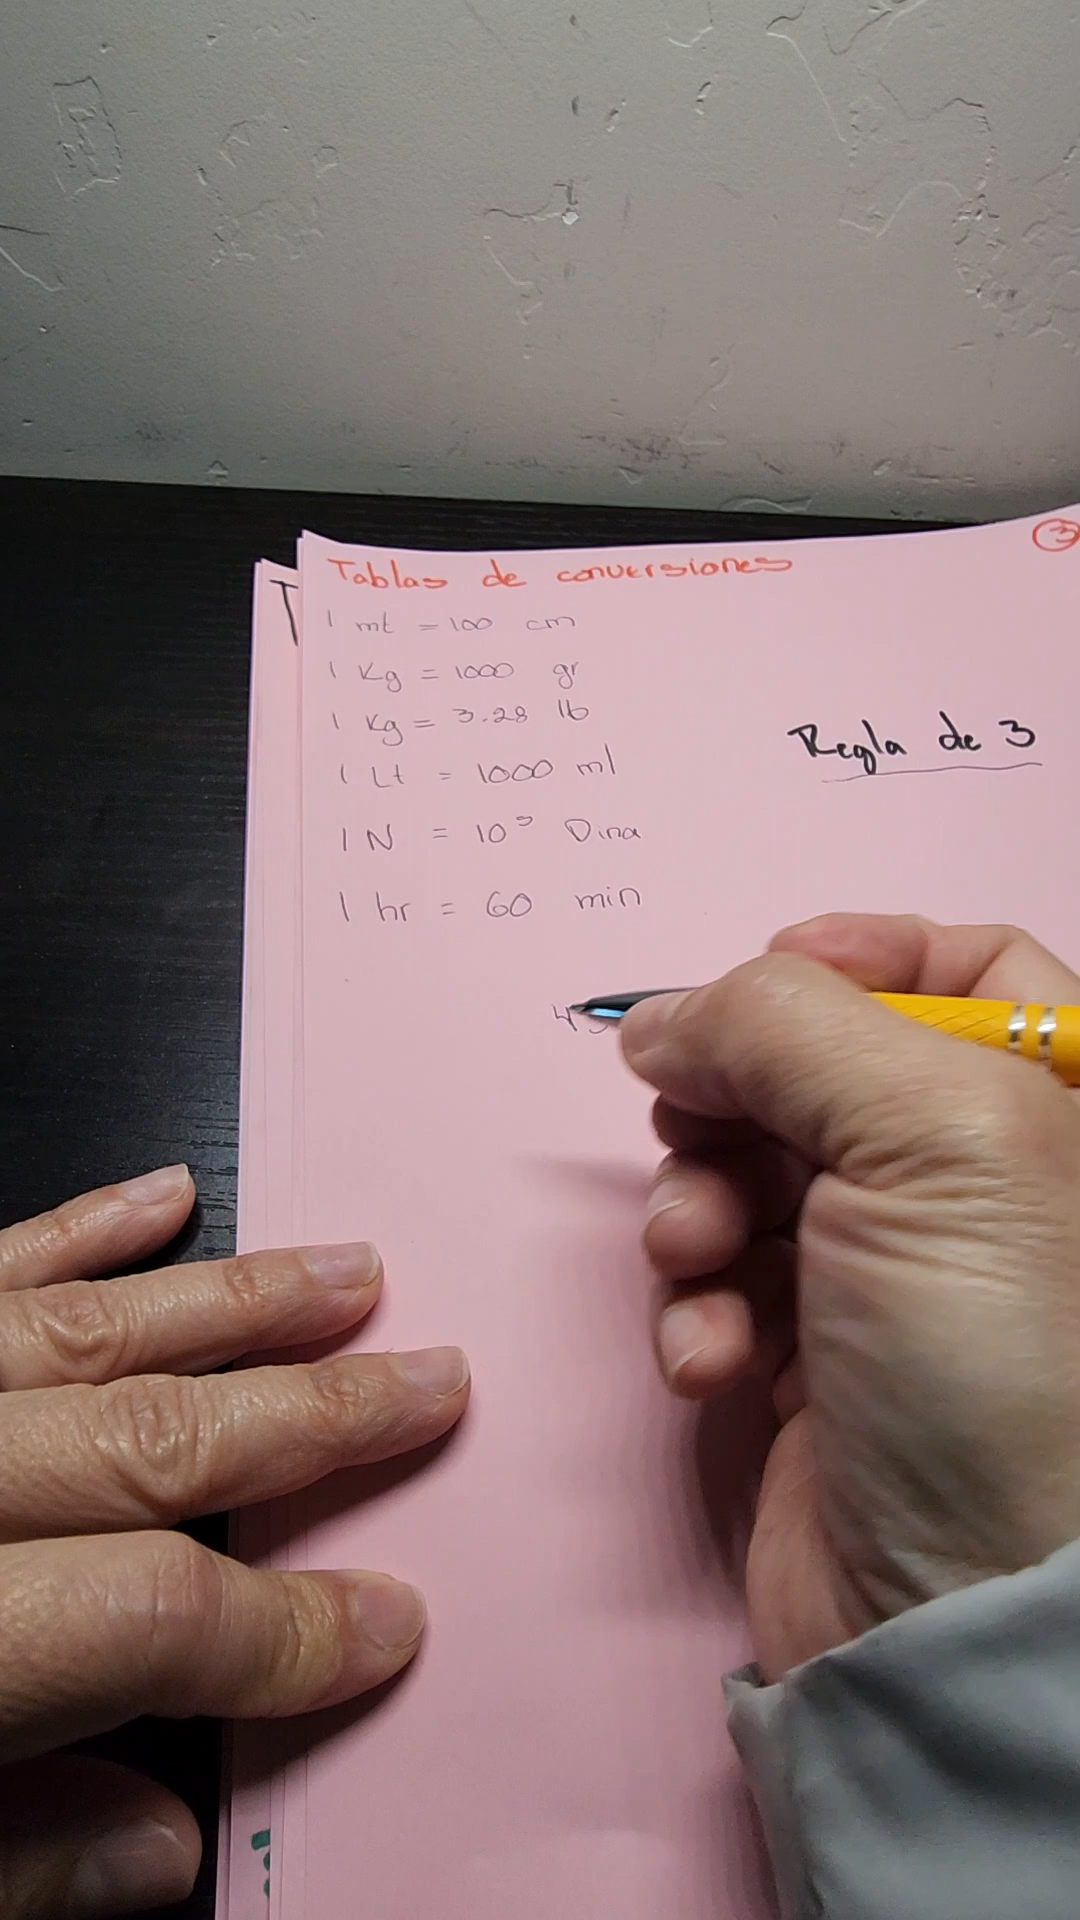 Tablas de conversiones
3
1 mt = 100 cm
1 Kg = 1000 gr
1 Kg = 3.28 lb
1 Lt = 1000 ml
1 N = 10⁵ Dina
1 hr = 60 min
Regla de 3
T